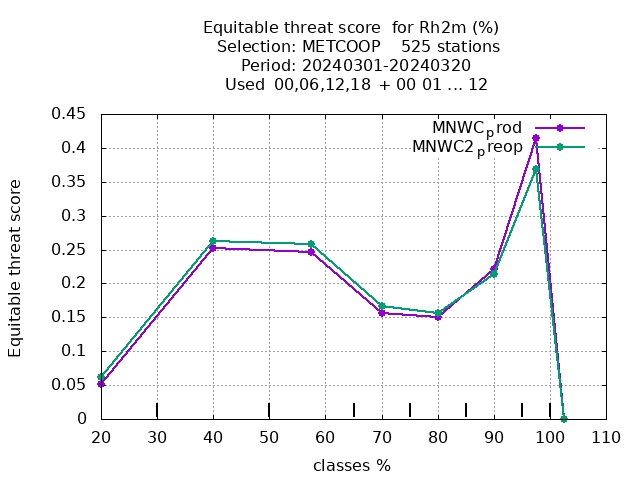 Equitable threat score  for Rh2m (%)
Selection: METCOOP    525 stations
Period: 20240301-20240320
Used  00,06,12,18 + 00 01 ... 12
MNWCprod
MNWC2preop
Equitable threat score
0.45
0.4
0.35
0.3
0.25
0.2
0.15
0.1
0.05
0
20 30 40 50 60 70 80 90 100 110
classes %